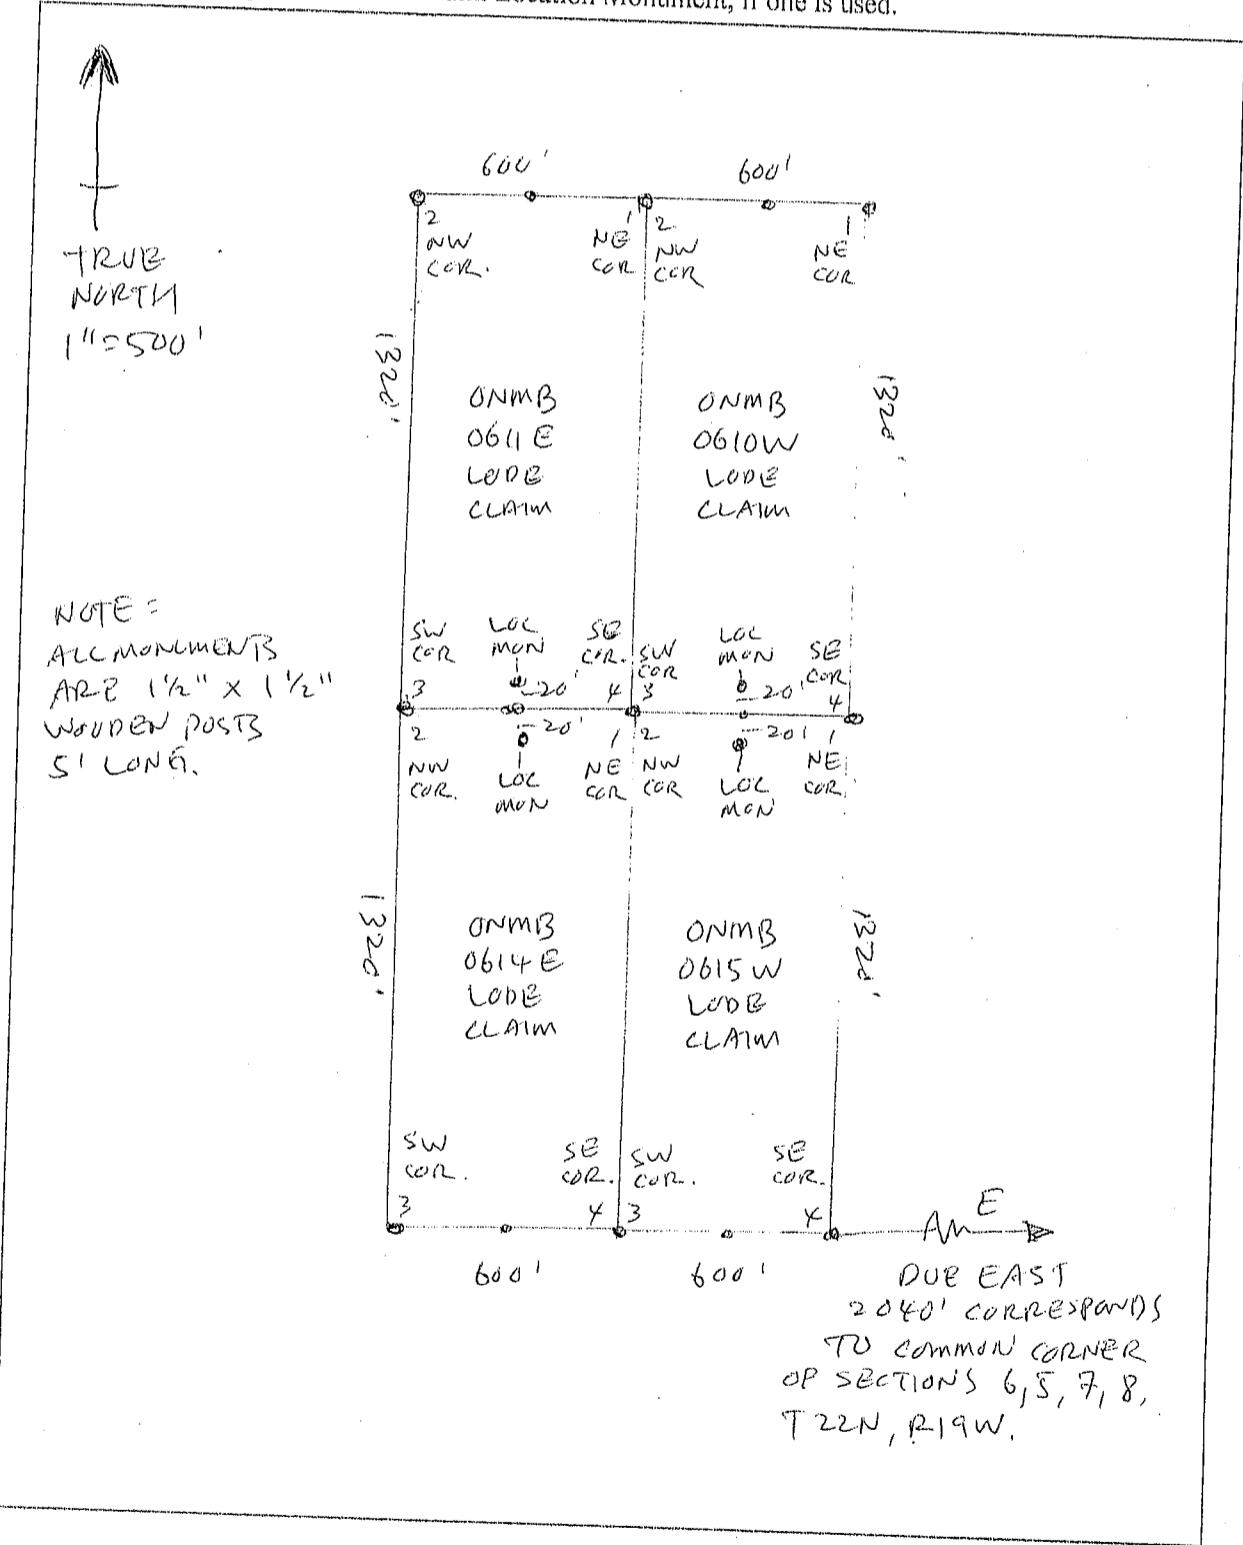 Location Monument, if one is used.
600' 600'
2 1 2 1
NW NE NW NE
COR. COR COR COR
TRUE
NORTH
1"=500'
1320' 1320'
ONMB ONMB
0611E 0610W
LODE LODE
CLAIM CLAIM
NOTE =
ALL MONUMENTS
ARE 1½" X 1½"
WOODEN POSTS
5' LONG.
SW LOC SE SW LOC SE
COR MON COR. COR MON COR
3 20' 4 3 20' 4
2 20' 1 2 20' 1
NW LOC NE NW LOC NE
COR. MON COR COR MON COR.
1320' 1320'
ONMB ONMB
0614E 0615W
LODE LODE
CLAIM CLAIM
SW SE SW SE
COR. COR. COR. COR.
3 4 3 4
E
600' 600'
DUE EAST
2040' CORRESPONDS
TO COMMON CORNER
OF SECTIONS 6, 5, 7, 8,
T22N, R19W.